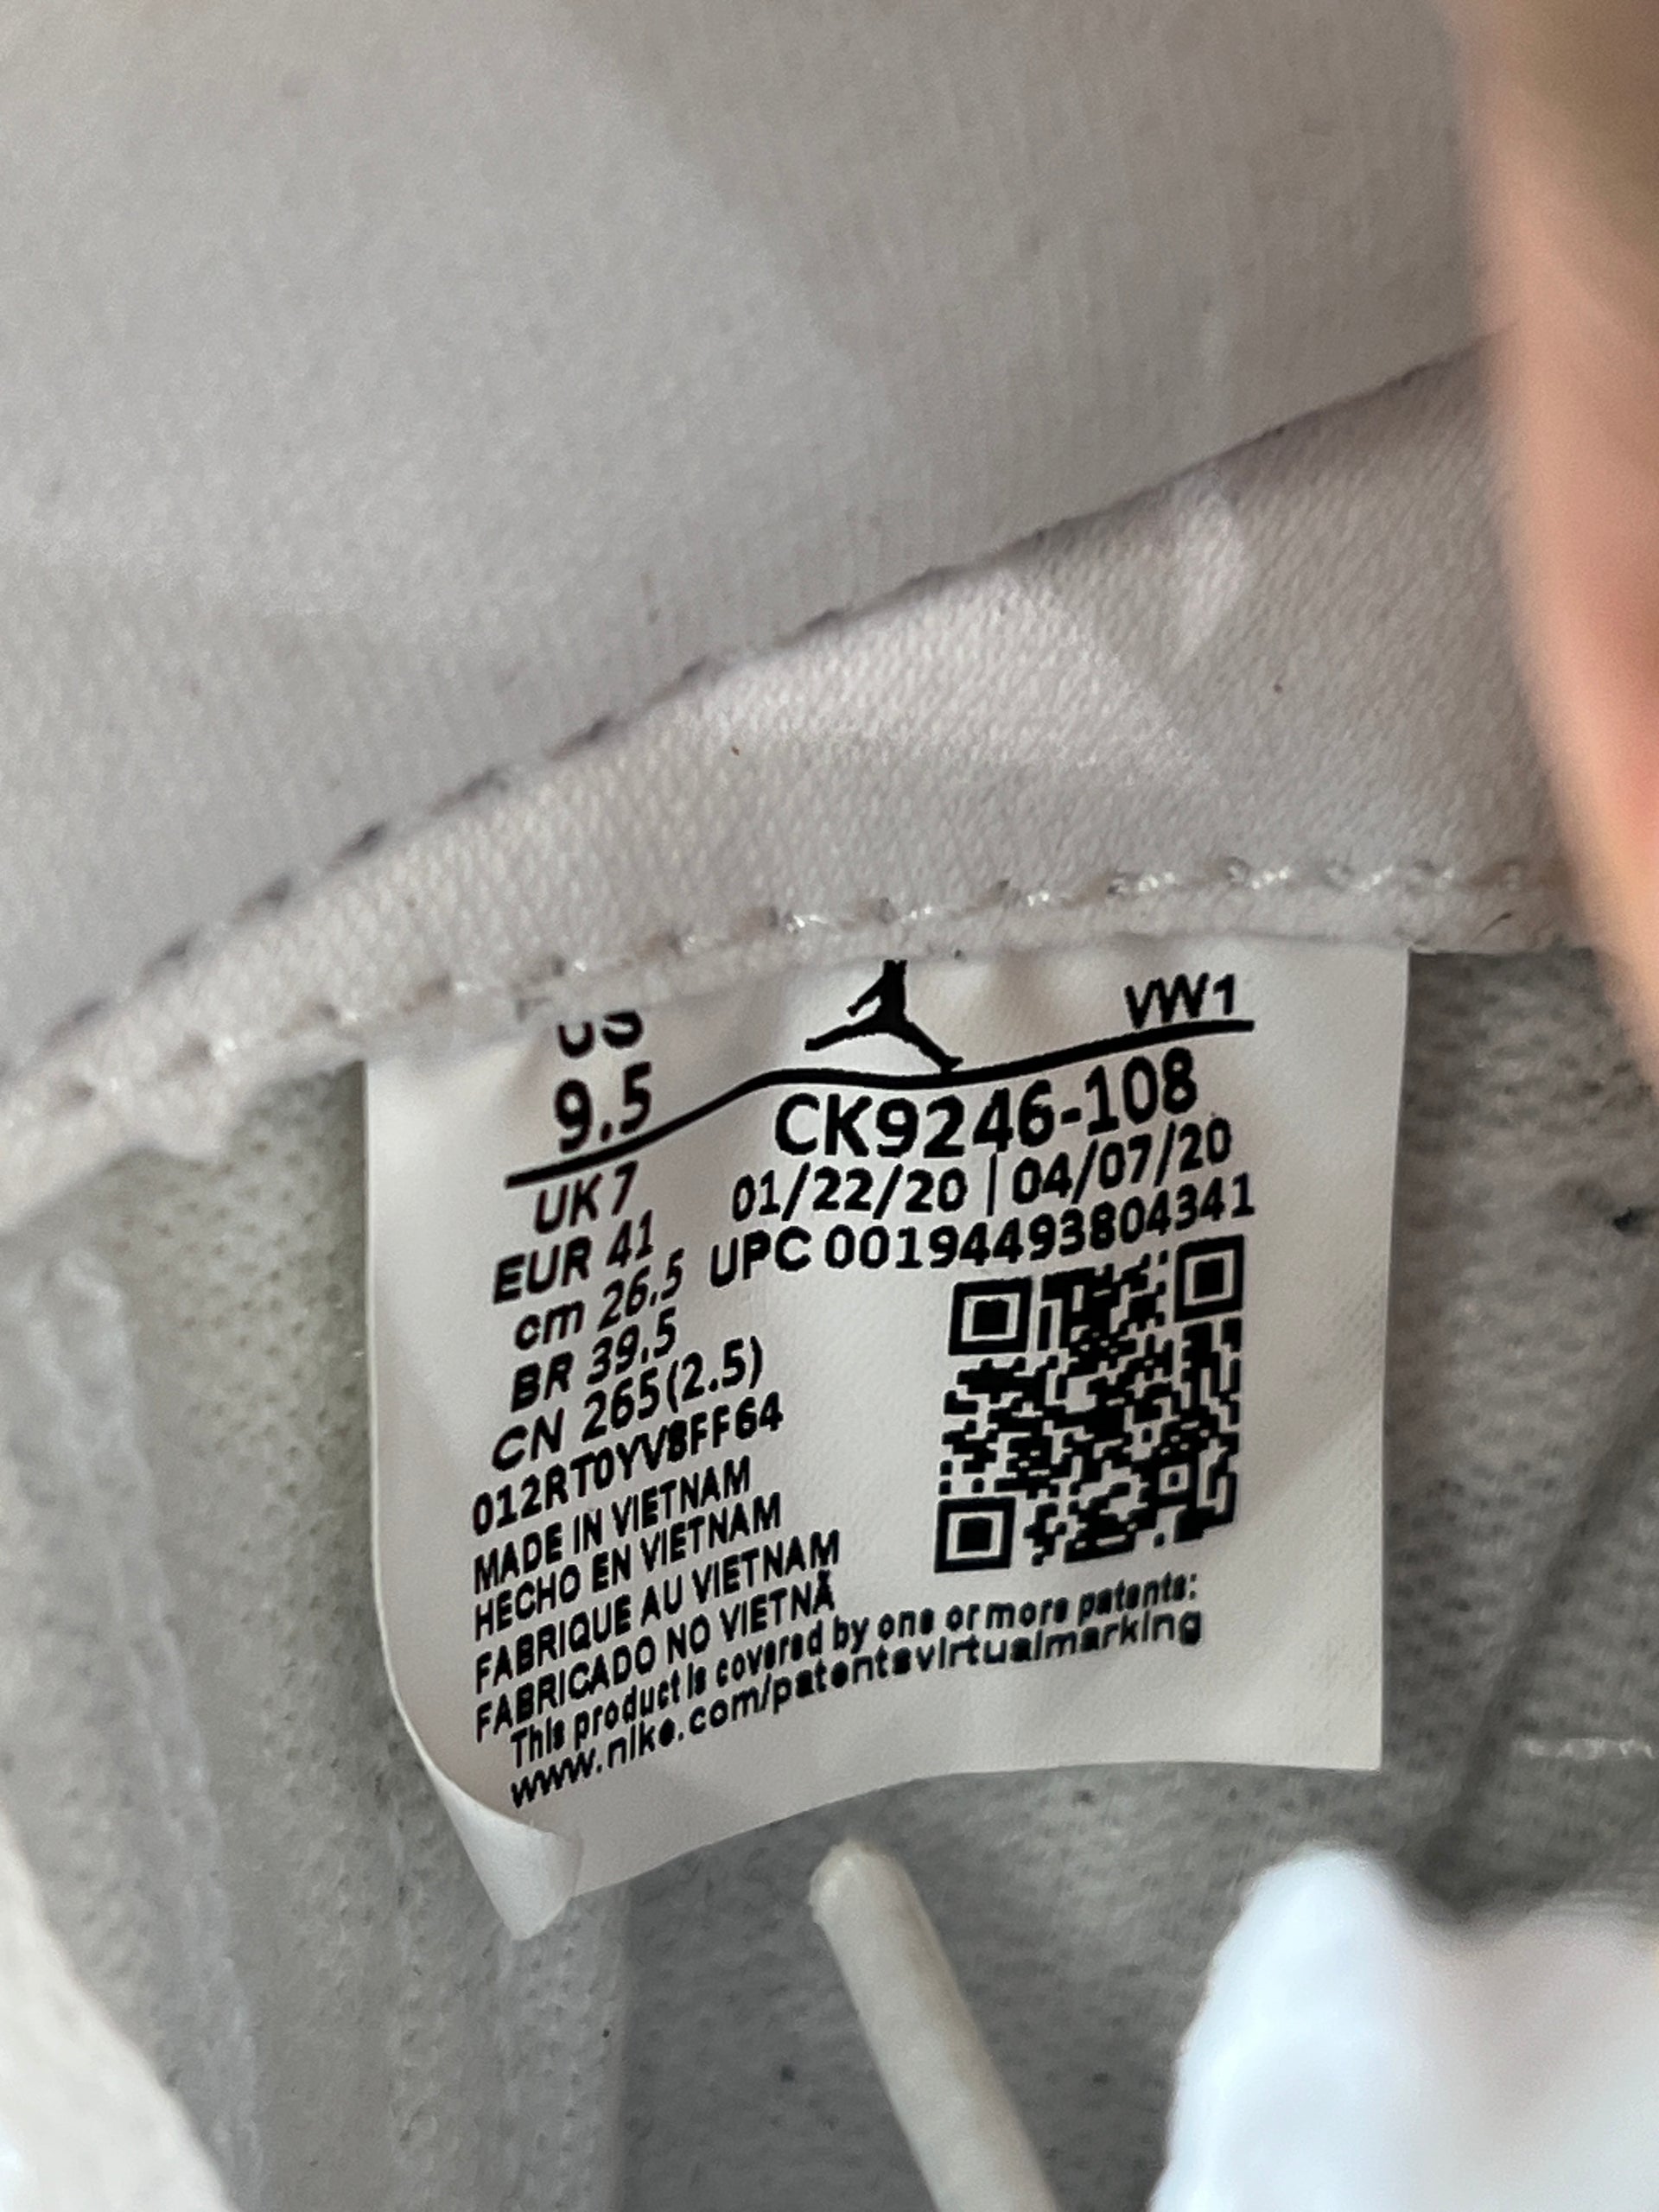 US
9.5
VW1
CK9246-108
01/22/20 | 04/07/20
UPC 00194493804341
UK 7
EUR 41
cm 26.5
BR 39.5
CN 265(2.5)
012RT0YV8FF64
MADE IN VIETNAM
HECHO EN VIETNAM
FABRIQUE AU VIETNAM
FABRICADO NO VIETNÃ
This product is covered by one or more patents:
www.nike.com/patentsvirtualmarking